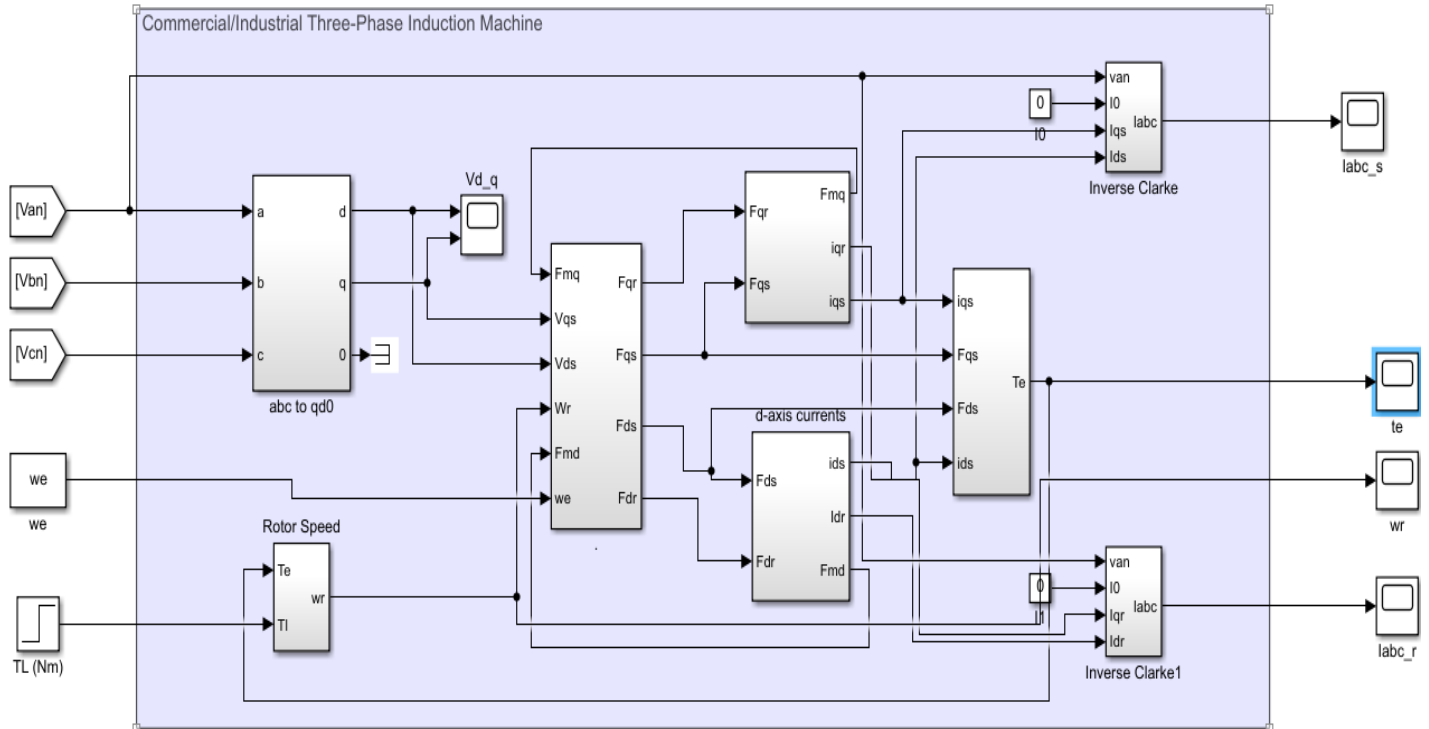 Commercial/Industrial Three-Phase Induction Machine
[Van]
[Vbn]
[Vcn]
we
we
TL (Nm)
a
b
c
d
q
0
abc to qd0
Vd_q
Rotor Speed
Te
Tl
wr
Fmq
Vqs
Vds
Wr
Fmd
we
Fqr
Fqs
Fds
Fdr
.
Fqr
Fqs
Fmq
iqr
iqs
d-axis currents
Fds
Fdr
ids
Idr
Fmd
iqs
Fqs
Fds
ids
Te
0
I0
van
I0
Iqs
Ids
Iabc
Inverse Clarke
0
I1
van
I0
Iqr
Idr
Iabc
Inverse Clarke1
Iabc_s
te
wr
Iabc_r